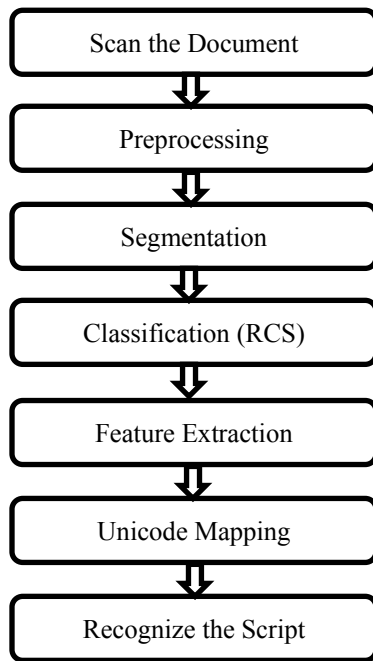 Scan the Document
Preprocessing
Segmentation
Classification (RCS)
Feature Extraction
Unicode Mapping
Recognize the Script